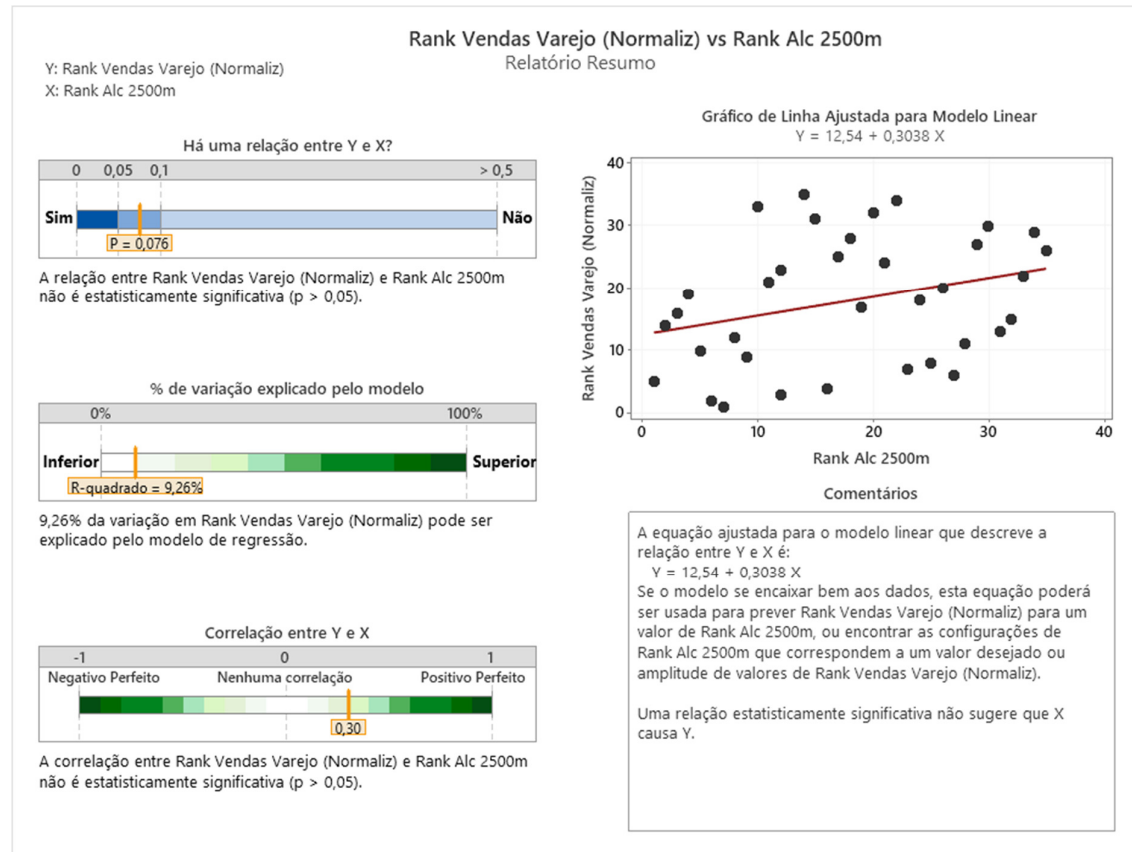 Rank Vendas Varejo (Normaliz) vs Rank Alc 2500m
Relatório Resumo
Y: Rank Vendas Varejo (Normaliz)
X: Rank Alc 2500m
Há uma relação entre Y e X?
0 0,05 0,1 > 0,5
Sim Não
P = 0,076
A relação entre Rank Vendas Varejo (Normaliz) e Rank Alc 2500m
não é estatisticamente significativa (p > 0,05).
% de variação explicado pelo modelo
0% 100%
Inferior Superior
R-quadrado = 9,26%
9,26% da variação em Rank Vendas Varejo (Normaliz) pode ser
explicado pelo modelo de regressão.
Correlação entre Y e X
-1 0 1
Negativo Perfeito Nenhuma correlação Positivo Perfeito
0,30
A correlação entre Rank Vendas Varejo (Normaliz) e Rank Alc 2500m
não é estatisticamente significativa (p > 0,05).
Gráfico de Linha Ajustada para Modelo Linear
Y = 12,54 + 0,3038 X
Rank Vendas Varejo (Normaliz)
40
30
20
10
0
0 10 20 30 40
Rank Alc 2500m
Comentários
A equação ajustada para o modelo linear que descreve a
relação entre Y e X é:
Y = 12,54 + 0,3038 X
Se o modelo se encaixar bem aos dados, esta equação poderá
ser usada para prever Rank Vendas Varejo (Normaliz) para um
valor de Rank Alc 2500m, ou encontrar as configurações de
Rank Alc 2500m que correspondem a um valor desejado ou
amplitude de valores de Rank Vendas Varejo (Normaliz).
Uma relação estatisticamente significativa não sugere que X
causa Y.